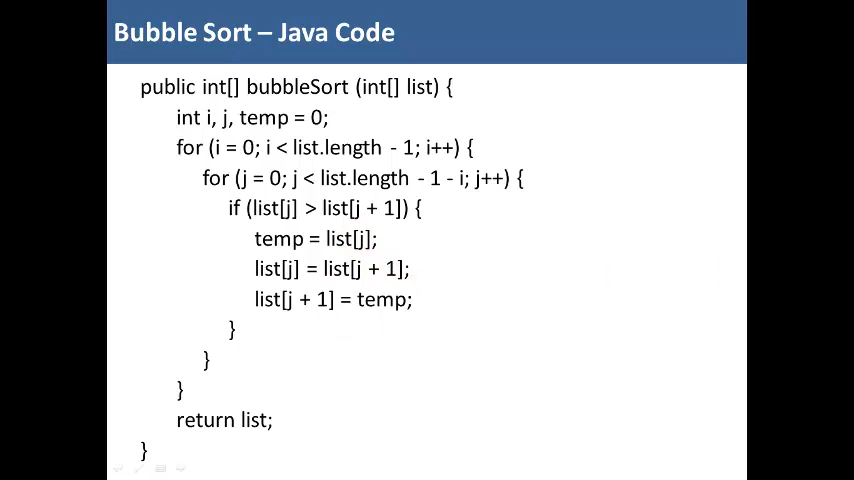 Bubble Sort – Java Code
public int[] bubbleSort (int[] list) {
int i, j, temp = 0;
for (i = 0; i < list.length - 1; i++) {
for (j = 0; j < list.length - 1 - i; j++) {
if (list[j] > list[j + 1]) {
temp = list[j];
list[j] = list[j + 1];
list[j + 1] = temp;
}
}
}
return list;
}